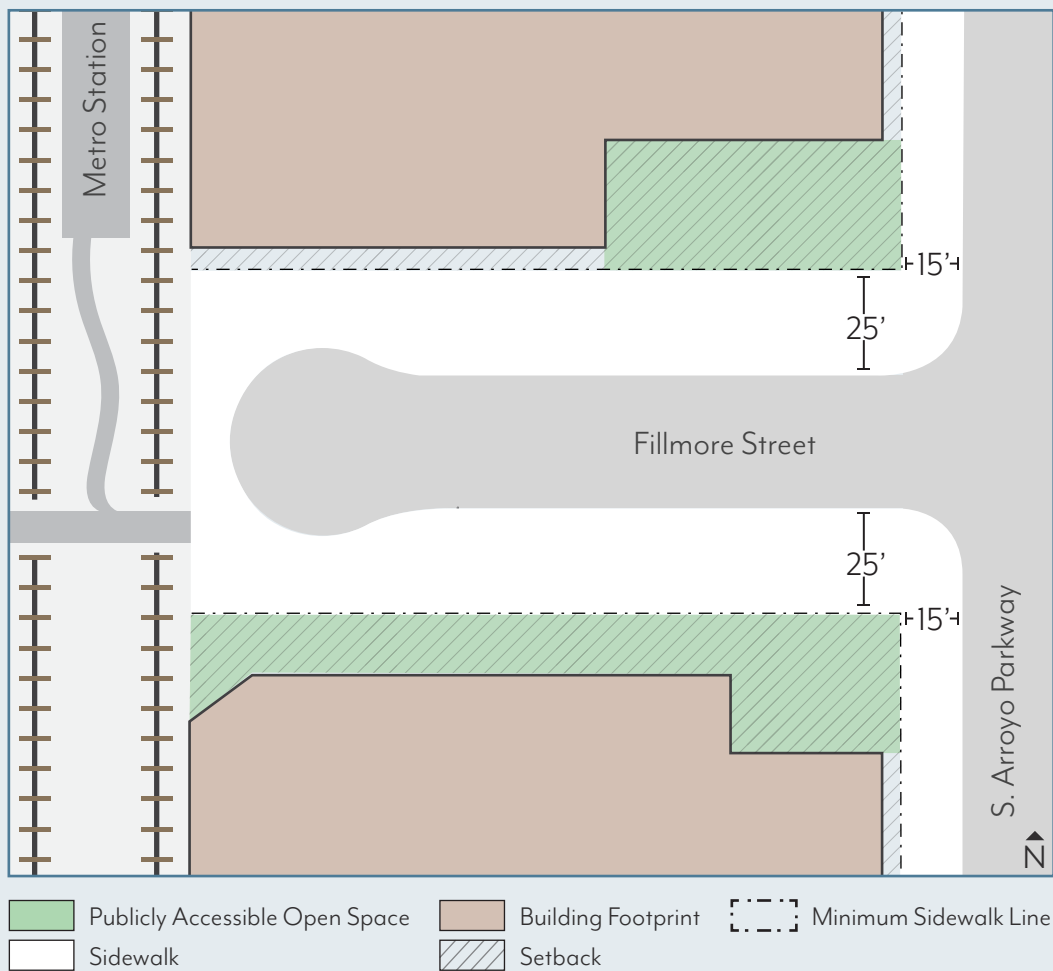 Metro Station
15’
25’
Fillmore Street
25’
15’
S. Arroyo Parkway
N
Publicly Accessible Open Space
Building Footprint
Minimum Sidewalk Line
Sidewalk
Setback